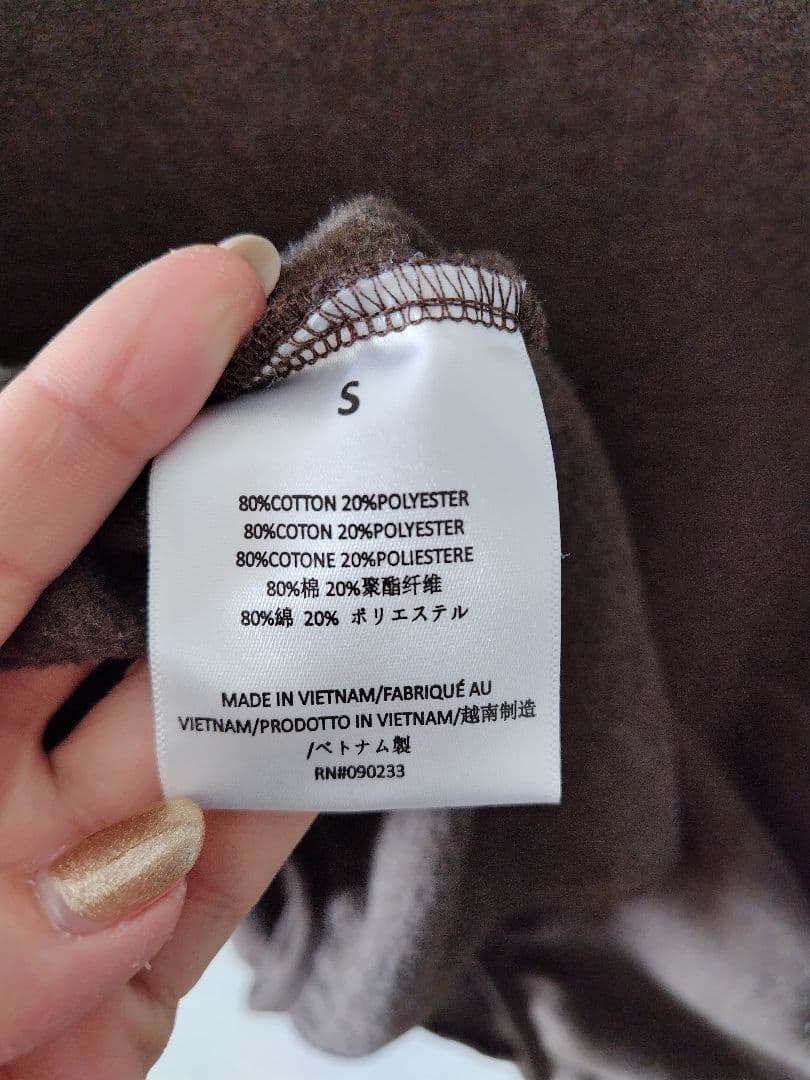 S
80%COTTON 20%POLYESTER
80%COTON 20%POLYESTER
80%COTONE 20%POLIESTERE
80%棉 20%聚酯纤维
80%綿 20% ポリエステル
MADE IN VIETNAM/FABRIQUÉ AU
VIETNAM/PRODOTTO IN VIETNAM/越南制造
/ベトナム製
RN#090233